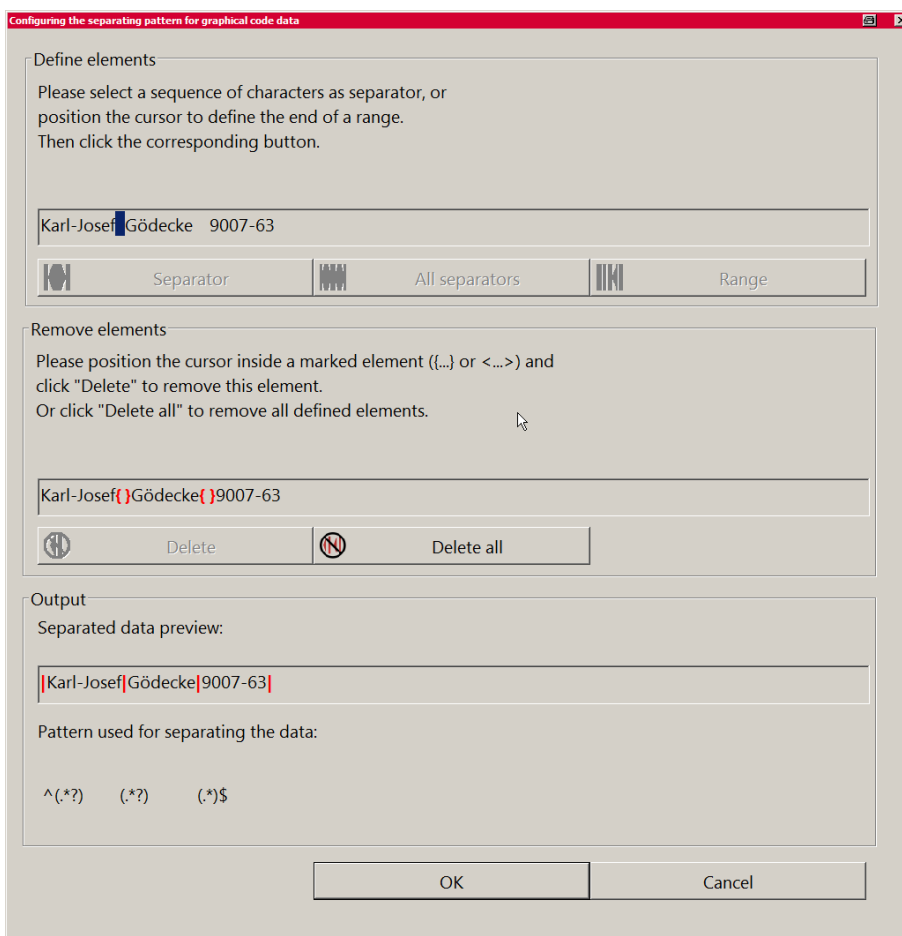 Configuring the separating pattern for graphical code data
Define elements
Please select a sequence of characters as separator, or
position the cursor to define the end of a range.
Then click the corresponding button.
Karl-Josef Gödecke   9007-63
Separator
All separators
Range
Remove elements
Please position the cursor inside a marked element ({...} or <...>) and
click "Delete" to remove this element.
Or click "Delete all" to remove all defined elements.
Karl-Josef{ }Gödecke{ }9007-63
Delete
Delete all
Output
Separated data preview:
|Karl-Josef|Gödecke|9007-63|
Pattern used for separating the data:
^(.*?)    (.*?)    (.*)$
OK
Cancel